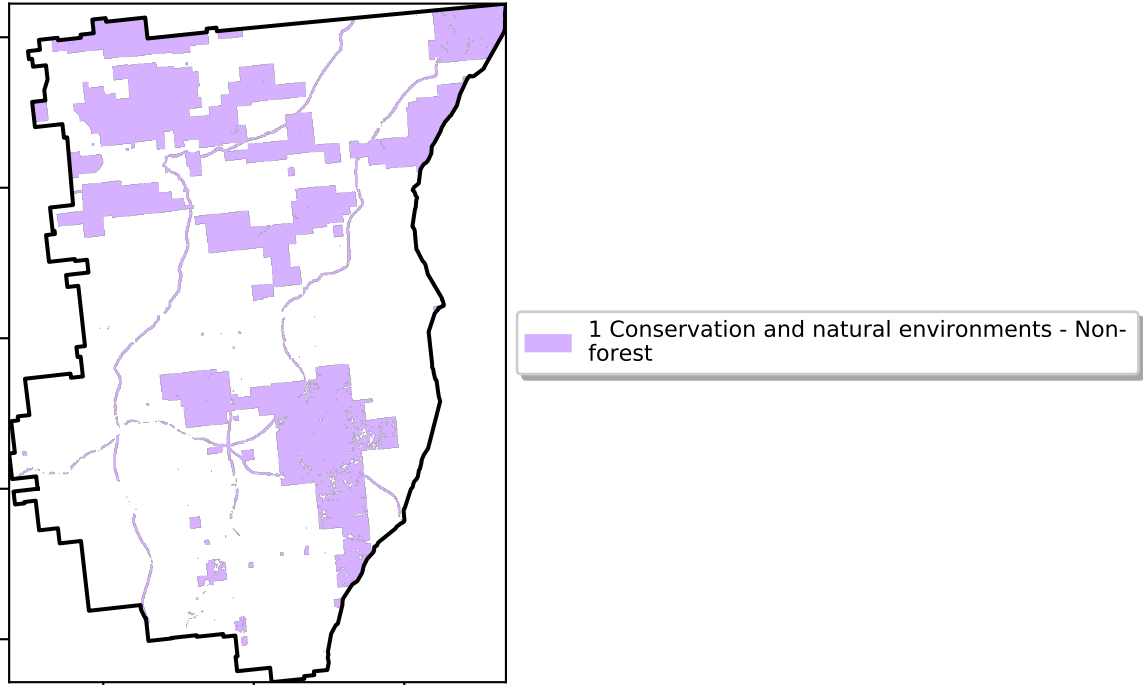 1 Conservation and natural environments - Non-
forest